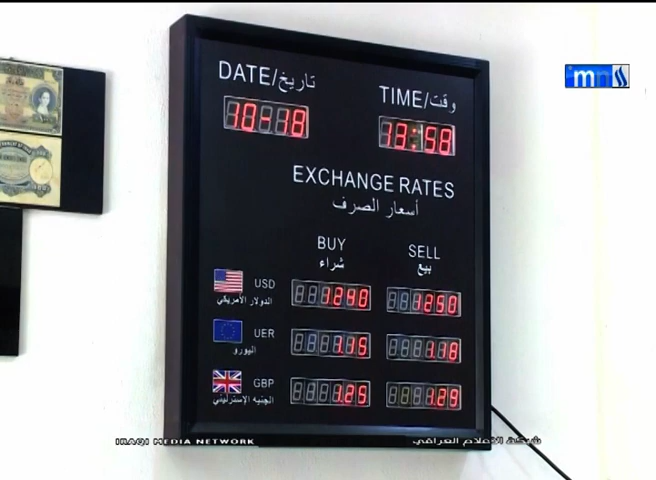 DATE/تاريخ
10-18
TIME/وقت
13:58
EXCHANGE RATES
أسعار الصرف
BUY
شراء
SELL
بيع
USD 1240 1250
الدولار الأمريكي
UER 1.15 1.18
اليورو
GBP 1.25 1.29
الجنيه الإسترليني
imn
IRAQI MEDIA NETWORK
شبكة الاعلام العراقي